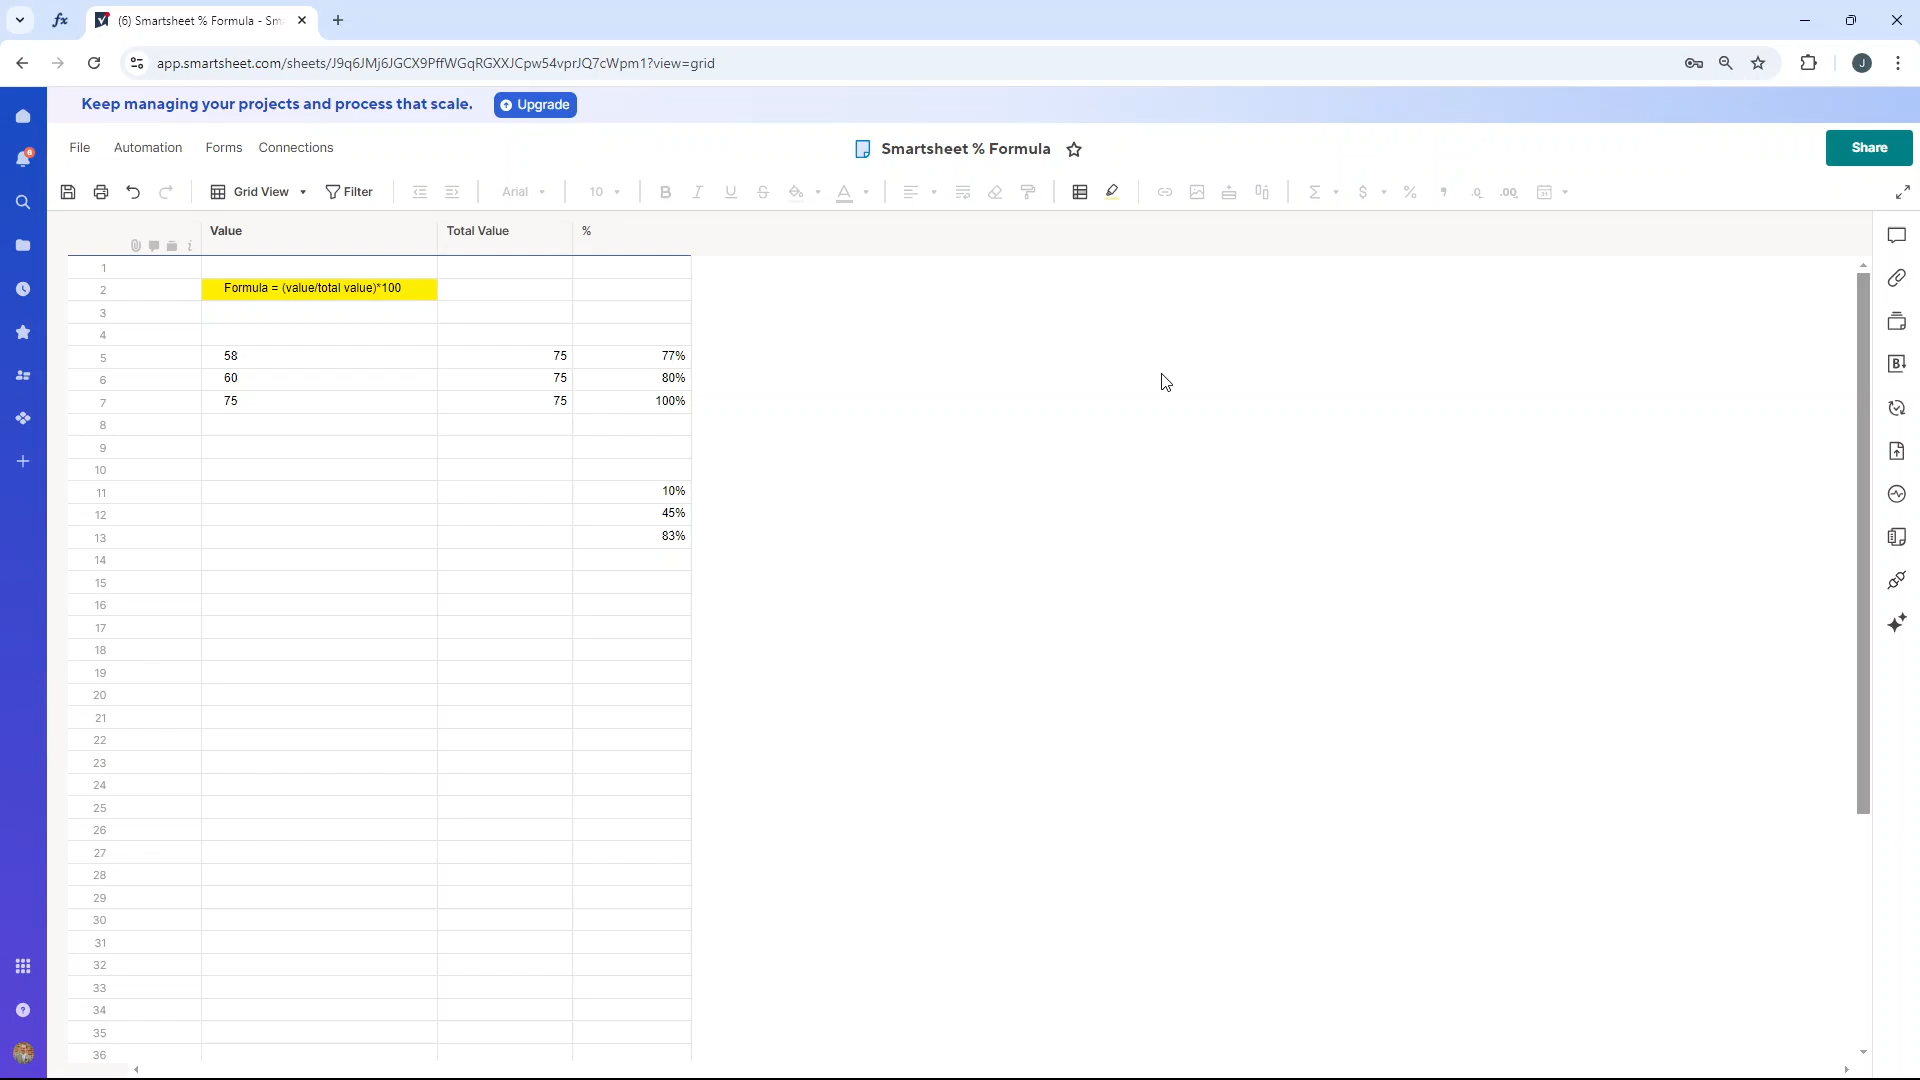 (6) Smartsheet % Formula - Sm
app.smartsheet.com/sheets/J9q6JMj6JGCX9PffWGqRGXXJCpw54vprJQ7cWpm1?view=grid
J
Keep managing your projects and process that scale.
Upgrade
File
Automation
Forms
Connections
Smartsheet % Formula
Share
Grid View
Filter
Arial
10
Value
Total Value
%
1
2
Formula = (value/total value)*100
3
4
5
58
75
77%
6
60
75
80%
7
75
75
100%
8
9
10
11
10%
12
45%
13
83%
14
15
16
17
18
19
20
21
22
23
24
25
26
27
28
29
30
31
32
33
34
35
36